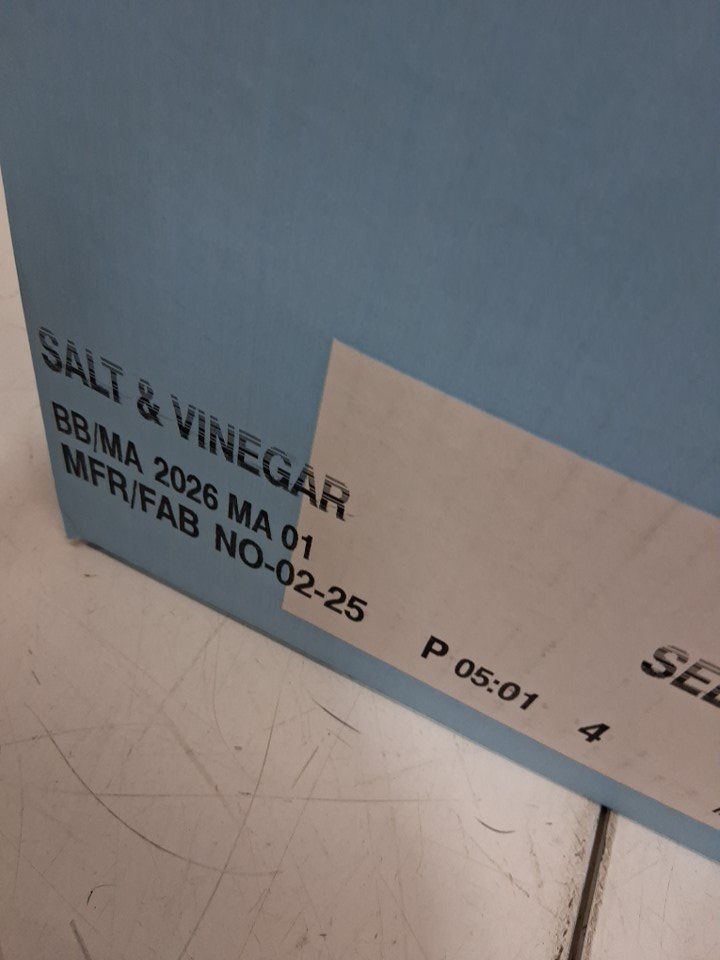 SALT & VINEGAR
BB/MA 2026 MA 01
MFR/FAB NO-02-25
P 05:01 4